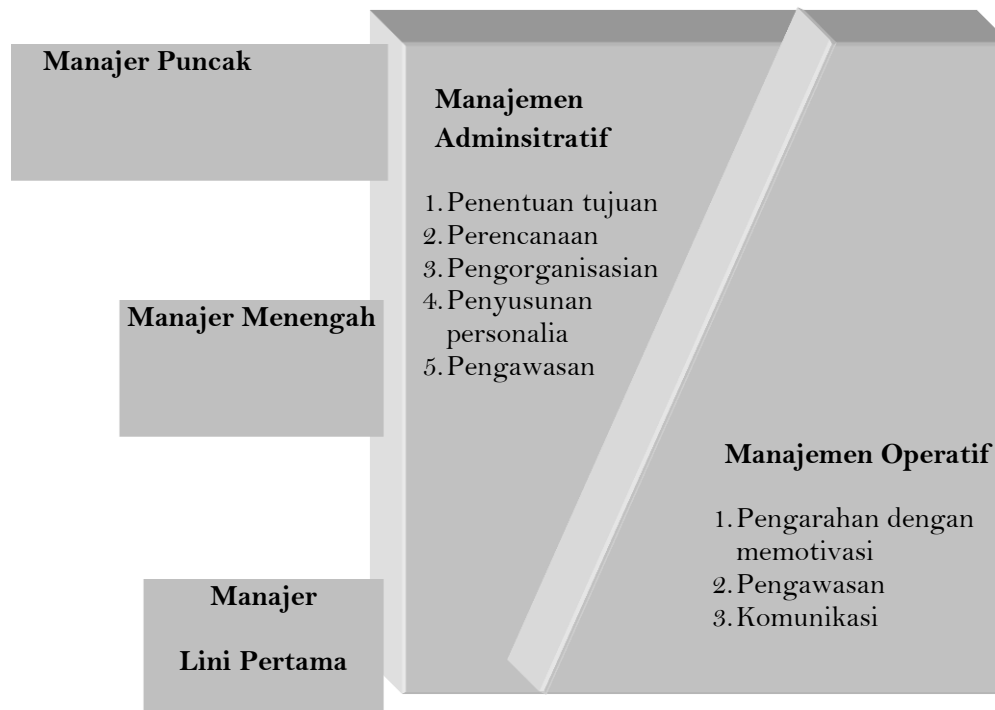 Manajer Puncak
Manajemen
Adminsitratif
1. Penentuan tujuan
2. Perencanaan
3. Pengorganisasian
4. Penyusunan
personalia
5. Pengawasan
Manajer Menengah
Manajemen Operatif
1. Pengarahan dengan
memotivasi
2. Pengawasan
3. Komunikasi
Manajer
Lini Pertama